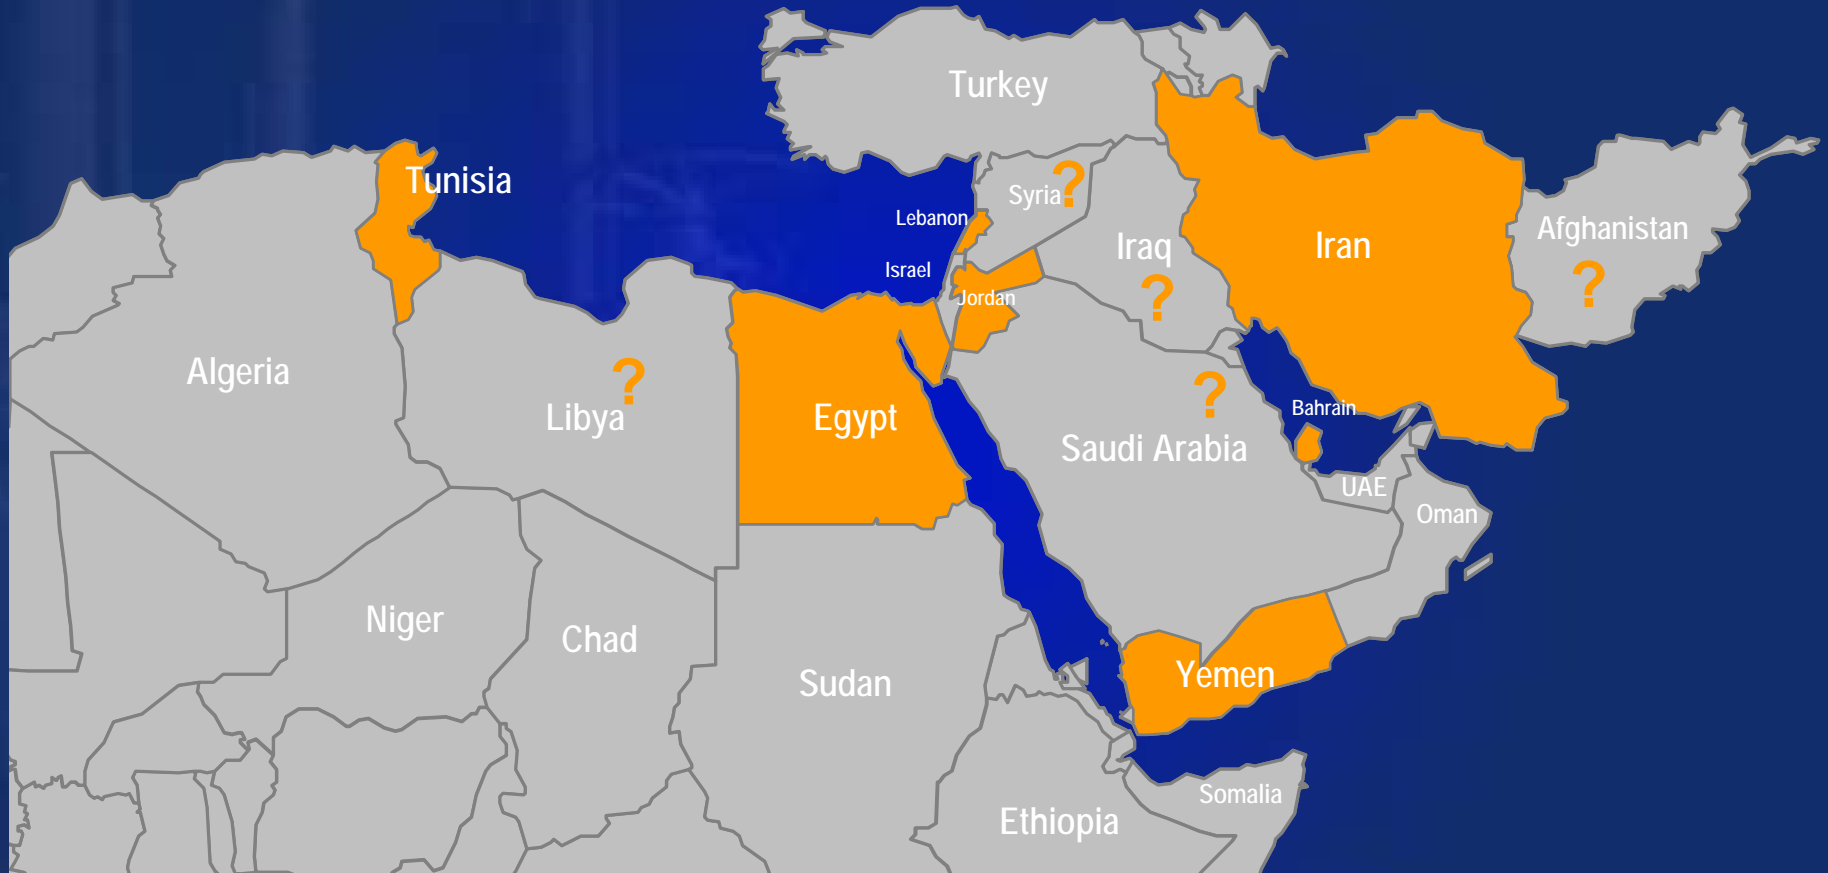 Turkey
Tunisia
Syria ?
Lebanon
Afghanistan
?
Iraq
?
Iran
Israel
Jordan
Algeria
Libya ?
Egypt
?
Saudi Arabia
Bahrain
UAE
Oman
Niger
Chad
Sudan
Yemen
Somalia
Ethiopia